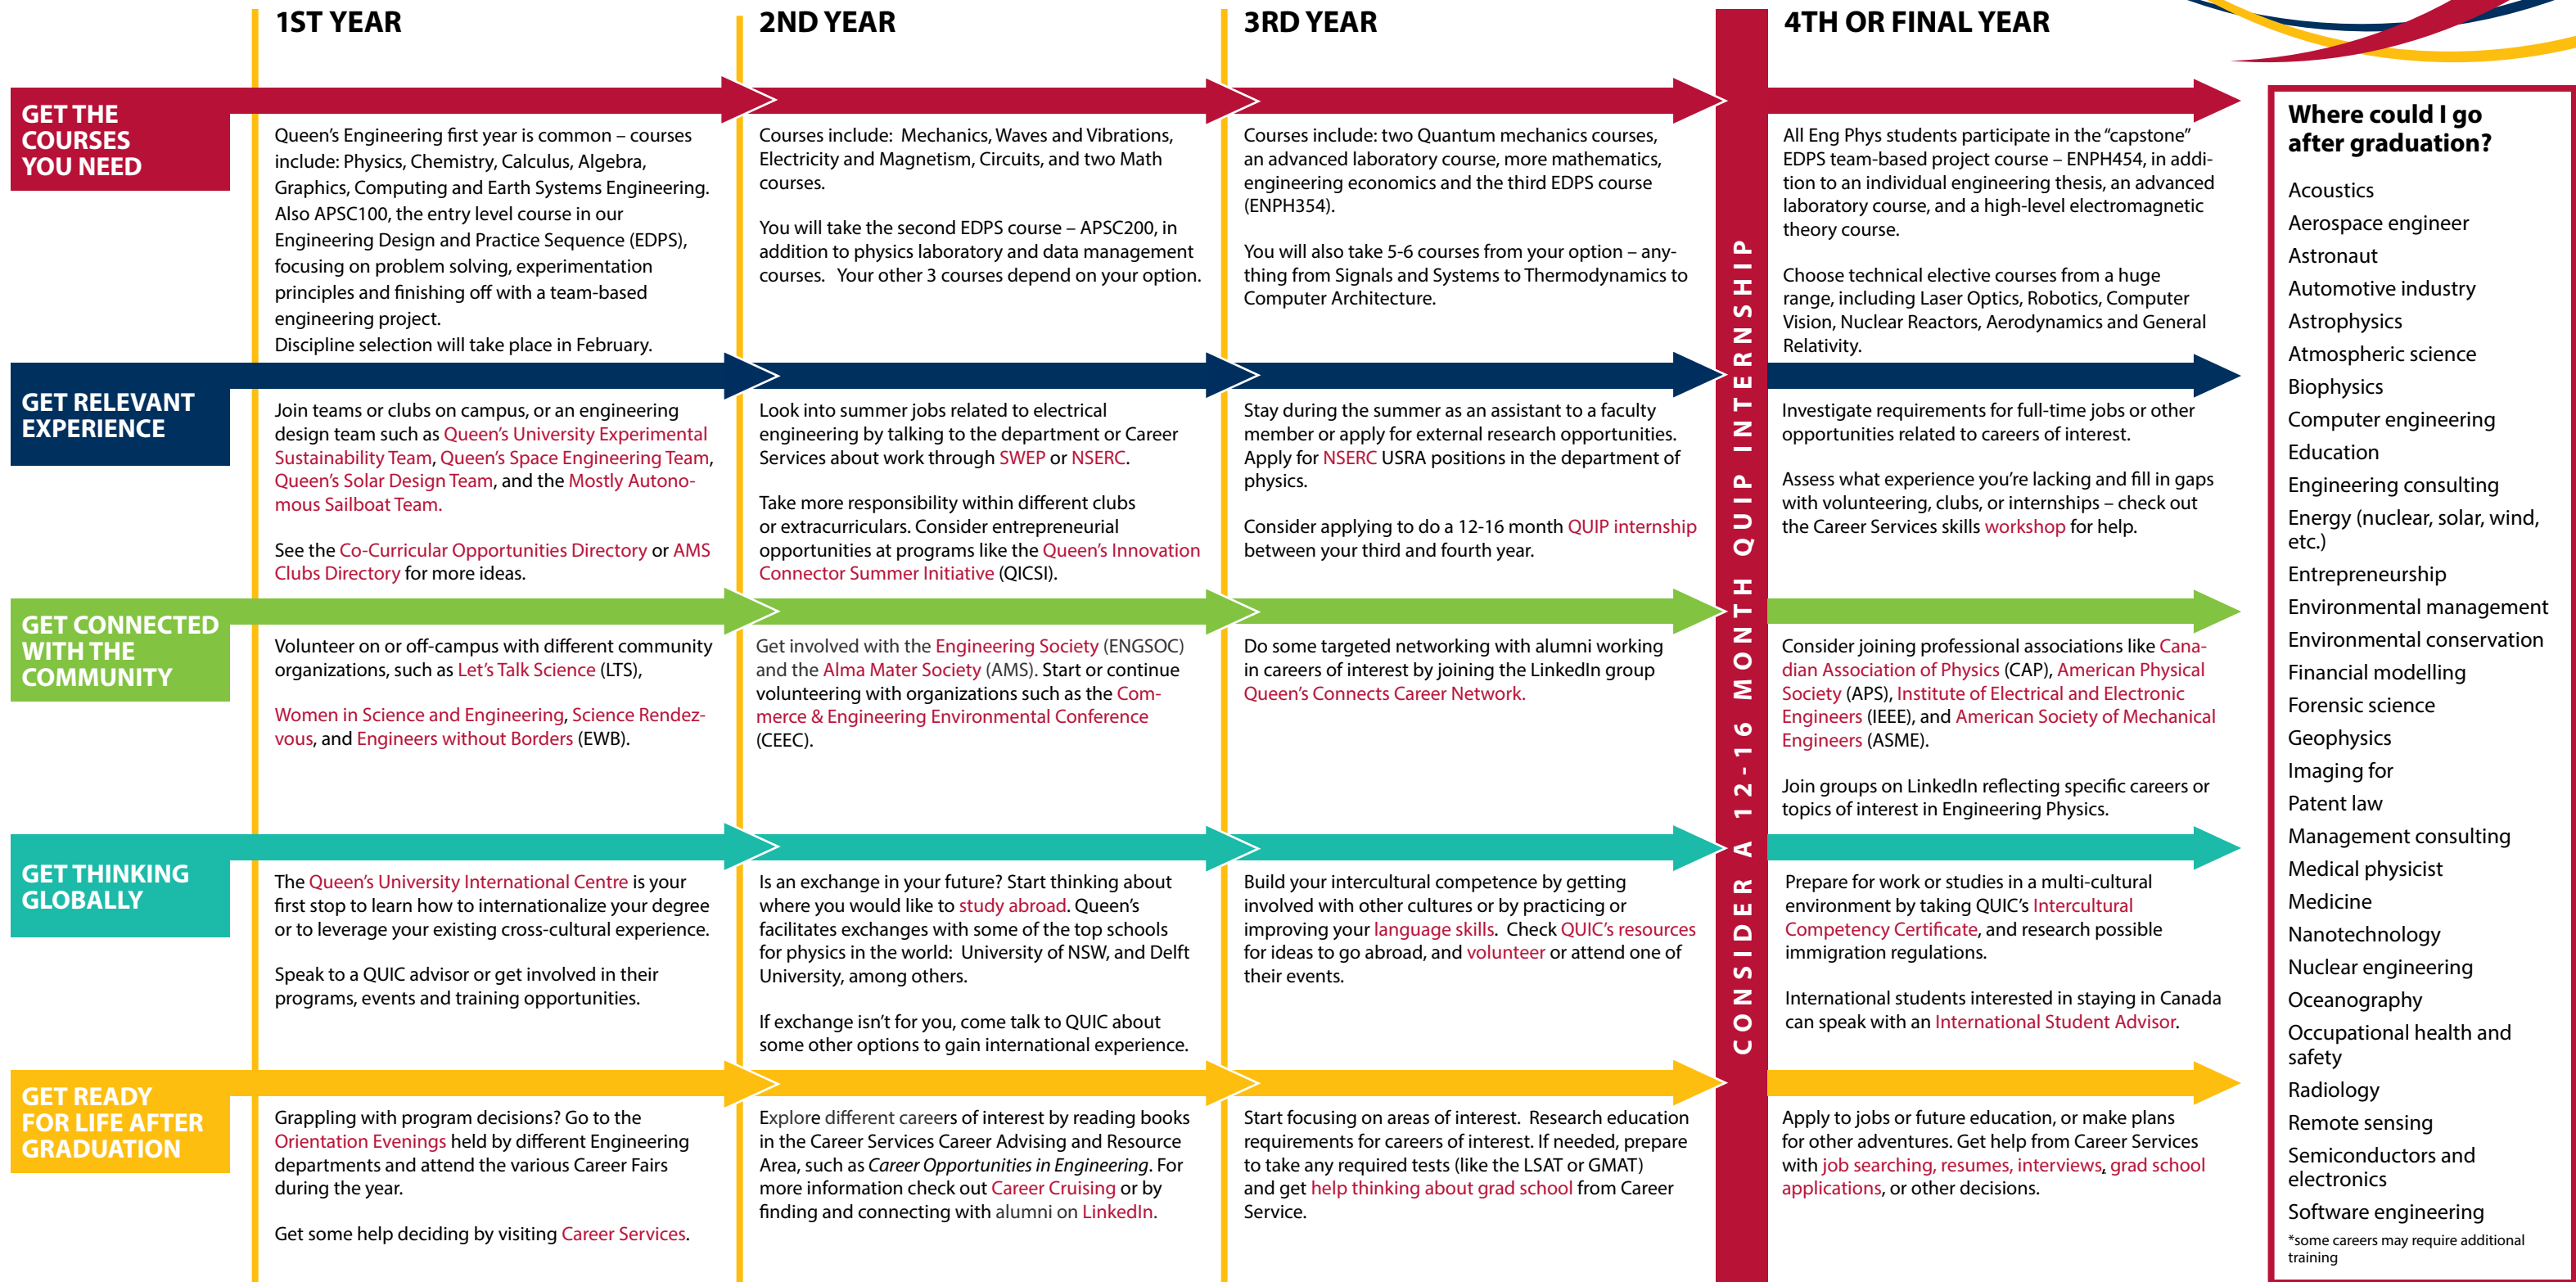 1ST YEAR
2ND YEAR
3RD YEAR
4TH OR FINAL YEAR
GET THE
COURSES
YOU NEED
Queen's Engineering first year is common – courses
include: Physics, Chemistry, Calculus, Algebra,
Graphics, Computing and Earth Systems Engineering.
Also APSC100, the entry level course in our
Engineering Design and Practice Sequence (EDPS),
focusing on problem solving, experimentation
principles and finishing off with a team-based
engineering project.
Discipline selection will take place in February.
Courses include: Mechanics, Waves and Vibrations,
Electricity and Magnetism, Circuits, and two Math
courses.
You will take the second EDPS course – APSC200, in
addition to physics laboratory and data management
courses. Your other 3 courses depend on your option.
Courses include: two Quantum mechanics courses,
an advanced laboratory course, more mathematics,
engineering economics and the third EDPS course
(ENPH354).
You will also take 5-6 courses from your option – any-
thing from Signals and Systems to Thermodynamics to
Computer Architecture.
All Eng Phys students participate in the "capstone"
EDPS team-based project course – ENPH454, in addi-
tion to an individual engineering thesis, an advanced
laboratory course, and a high-level electromagnetic
theory course.
Choose technical elective courses from a huge
range, including Laser Optics, Robotics, Computer
Vision, Nuclear Reactors, Aerodynamics and General
Relativity.
GET RELEVANT
EXPERIENCE
Join teams or clubs on campus, or an engineering
design team such as Queen's University Experimental
Sustainability Team, Queen's Space Engineering Team,
Queen's Solar Design Team, and the Mostly Autono-
mous Sailboat Team.
See the Co-Curricular Opportunities Directory or AMS
Clubs Directory for more ideas.
Look into summer jobs related to electrical
engineering by talking to the department or Career
Services about work through SWEP or NSERC.
Take more responsibility within different clubs
or extracurriculars. Consider entrepreneurial
opportunities at programs like the Queen's Innovation
Connector Summer Initiative (QICSI).
Stay during the summer as an assistant to a faculty
member or apply for external research opportunities.
Apply for NSERC USRA positions in the department of
physics.
Consider applying to do a 12-16 month QUIP internship
between your third and fourth year.
Investigate requirements for full-time jobs or other
opportunities related to careers of interest.
Assess what experience you're lacking and fill in gaps
with volunteering, clubs, or internships – check out
the Career Services skills workshop for help.
GET CONNECTED
WITH THE
COMMUNITY
Volunteer on or off-campus with different community
organizations, such as Let's Talk Science (LTS),
Women in Science and Engineering, Science Rendez-
vous, and Engineers without Borders (EWB).
Get involved with the Engineering Society (ENGSOC)
and the Alma Mater Society (AMS). Start or continue
volunteering with organizations such as the Com-
merce & Engineering Environmental Conference
(CEEC).
Do some targeted networking with alumni working
in careers of interest by joining the LinkedIn group
Queen's Connects Career Network.
Consider joining professional associations like Cana-
dian Association of Physics (CAP), American Physical
Society (APS), Institute of Electrical and Electronic
Engineers (IEEE), and American Society of Mechanical
Engineers (ASME).
Join groups on LinkedIn reflecting specific careers or
topics of interest in Engineering Physics.
GET THINKING
GLOBALLY
The Queen's University International Centre is your
first stop to learn how to internationalize your degree
or to leverage your existing cross-cultural experience.
Speak to a QUIC advisor or get involved in their
programs, events and training opportunities.
Is an exchange in your future? Start thinking about
where you would like to study abroad. Queen's
facilitates exchanges with some of the top schools
for physics in the world: University of NSW, and Delft
University, among others.
If exchange isn't for you, come talk to QUIC about
some other options to gain international experience.
Build your intercultural competence by getting
involved with other cultures or by practicing or
improving your language skills. Check QUIC's resources
for ideas to go abroad, and volunteer or attend one of
their events.
Prepare for work or studies in a multi-cultural
environment by taking QUIC's Intercultural
Competency Certificate, and research possible
immigration regulations.
International students interested in staying in Canada
can speak with an International Student Advisor.
GET READY
FOR LIFE AFTER
GRADUATION
Grappling with program decisions? Go to the
Orientation Evenings held by different Engineering
departments and attend the various Career Fairs
during the year.
Get some help deciding by visiting Career Services.
Explore different careers of interest by reading books
in the Career Services Career Advising and Resource
Area, such as Career Opportunities in Engineering. For
more information check out Career Cruising or by
finding and connecting with alumni on LinkedIn.
Start focusing on areas of interest. Research education
requirements for careers of interest. If needed, prepare
to take any required tests (like the LSAT or GMAT)
and get help thinking about grad school from Career
Service.
Apply to jobs or future education, or make plans
for other adventures. Get help from Career Services
with job searching, resumes, interviews, grad school
applications, or other decisions.
CONSIDER A 12-16 MONTH QUIP INTERNSHIP
Where could I go
after graduation?
Acoustics
Aerospace engineer
Astronaut
Automotive industry
Astrophysics
Atmospheric science
Biophysics
Computer engineering
Education
Engineering consulting
Energy (nuclear, solar, wind,
etc.)
Entrepreneurship
Environmental management
Environmental conservation
Financial modelling
Forensic science
Geophysics
Imaging for
Patent law
Management consulting
Medical physicist
Medicine
Nanotechnology
Nuclear engineering
Oceanography
Occupational health and
safety
Radiology
Remote sensing
Semiconductors and
electronics
Software engineering
*some careers may require additional
training